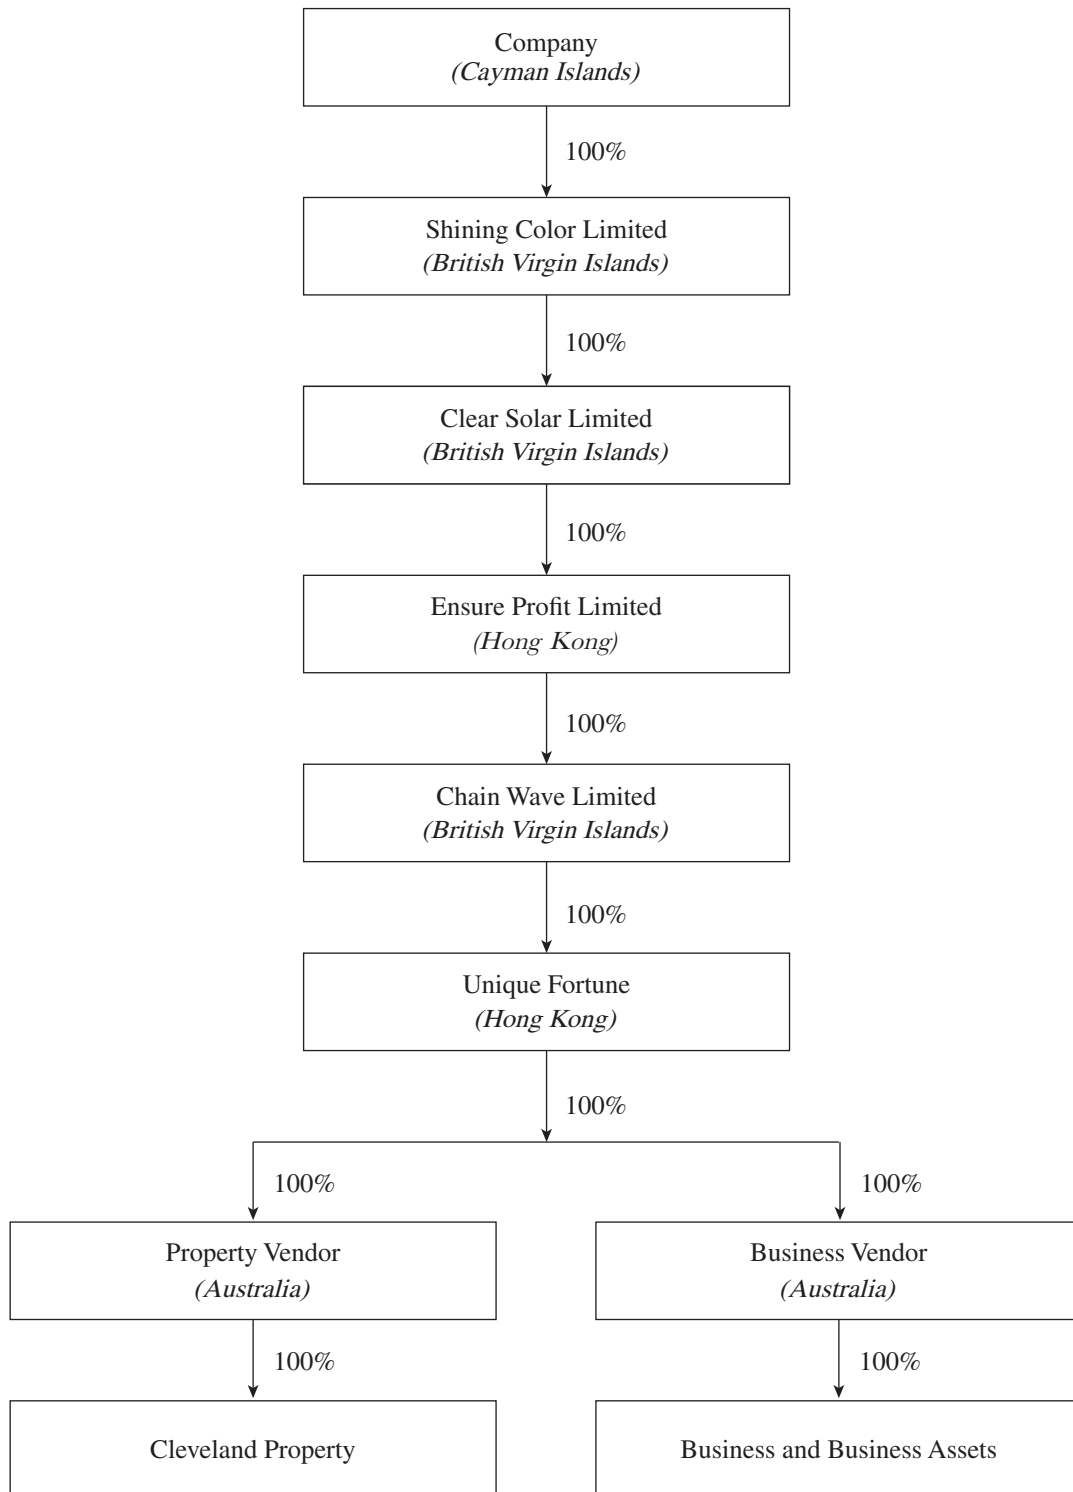 Company
(Cayman Islands)
100%
Shining Color Limited
(British Virgin Islands)
100%
Clear Solar Limited
(British Virgin Islands)
100%
Ensure Profit Limited
(Hong Kong)
100%
Chain Wave Limited
(British Virgin Islands)
100%
Unique Fortune
(Hong Kong)
100%
100%
100%
Property Vendor
(Australia)
Business Vendor
(Australia)
100%
100%
Cleveland Property
Business and Business Assets